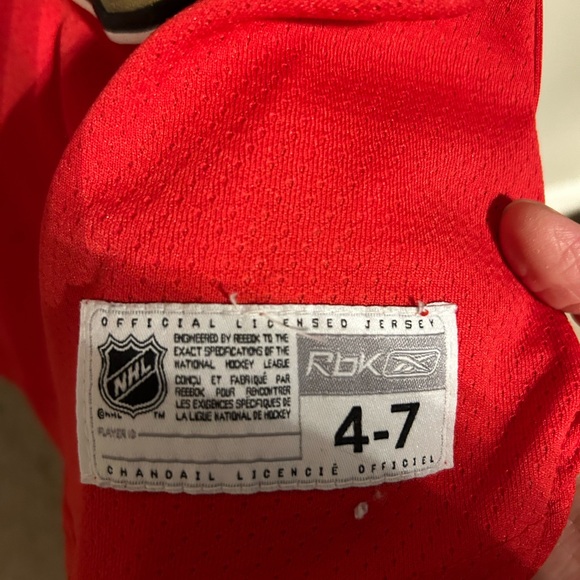 OFFICIAL LICENSED JERSEY
ENGINEERED BY REEBOK TO THE
EXACT SPECIFICATIONS OF THE
NATIONAL HOCKEY LEAGUE
CONÇU ET FABRIQUÉ PAR
REEBOK POUR RENCONTRER
LES EXIGENCES SPÉCIFIQUES DE
LA LIGUE NATIONAL DE HOCKEY
NHL
©NHL TM
PLAYER ID
Rbk
4-7
CHANDAIL LICENCIÉ OFFICIEL